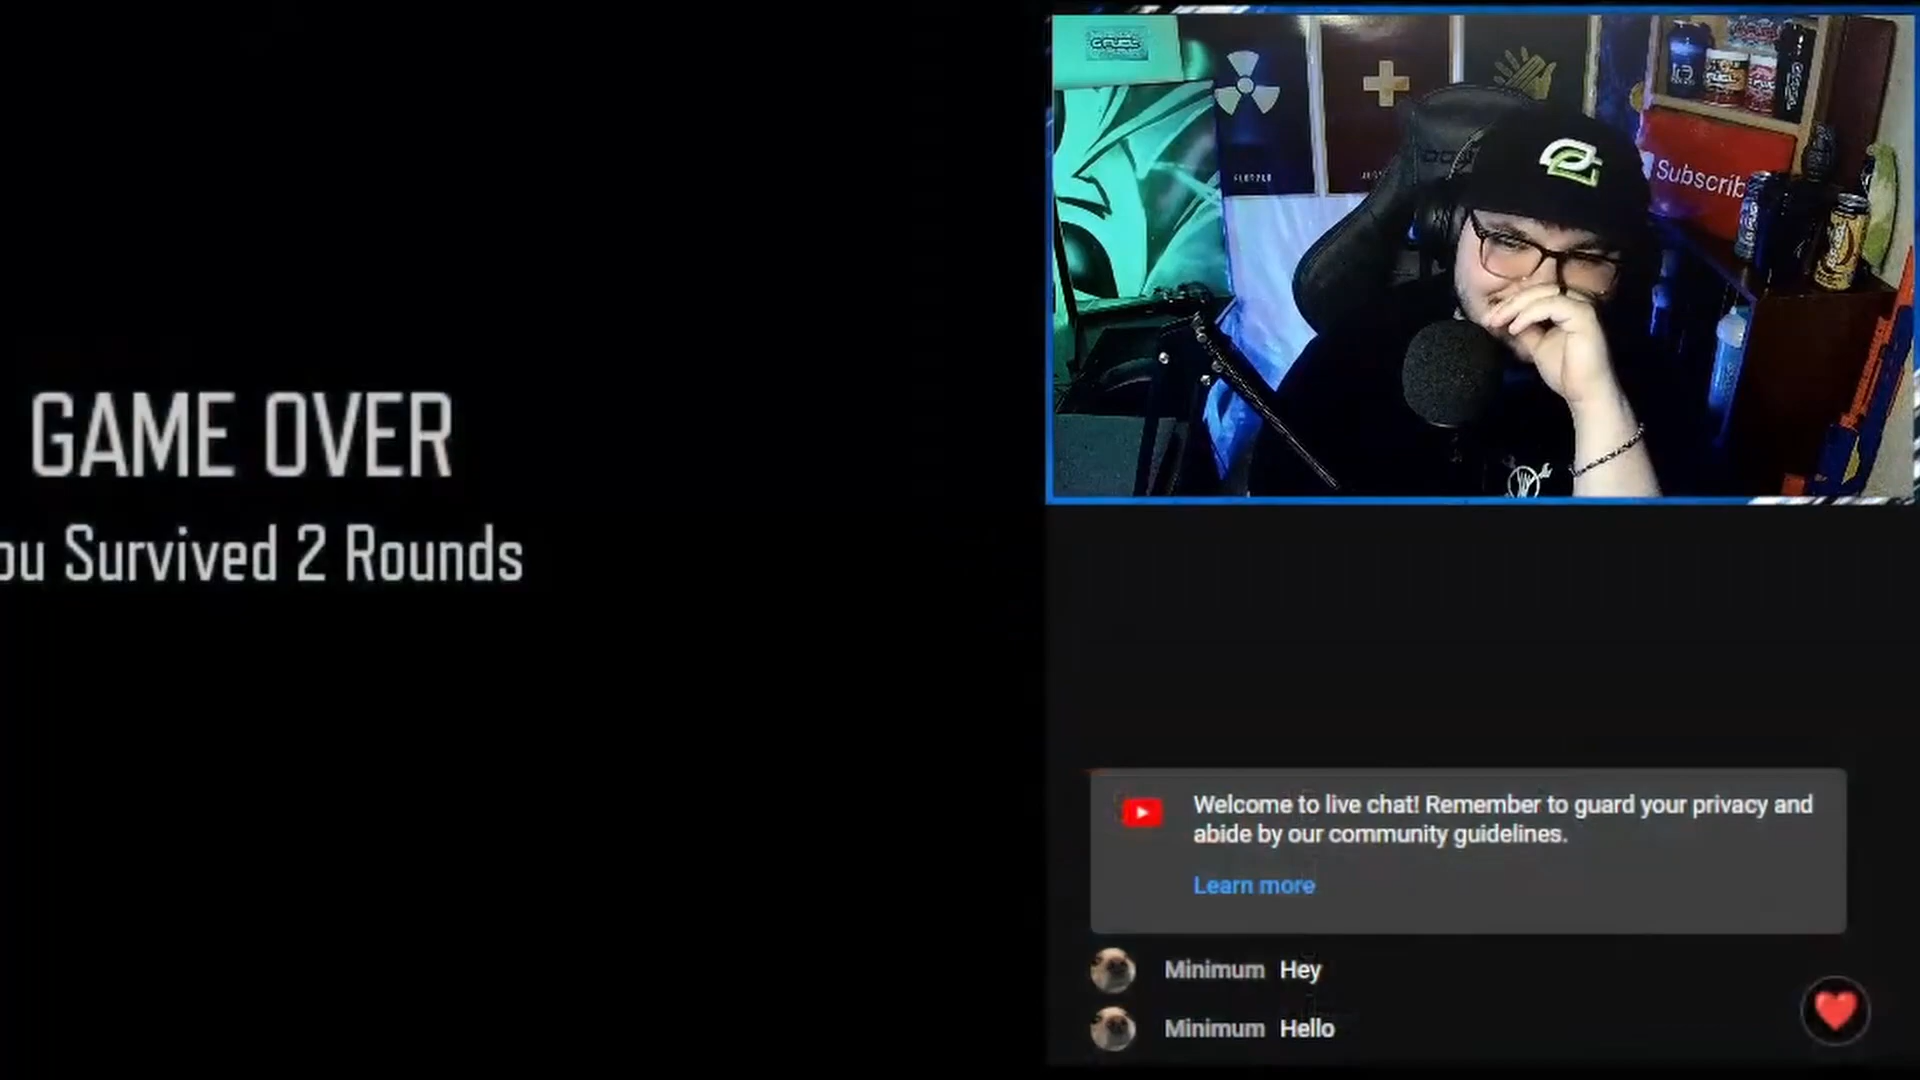 GAME OVER
ou Survived 2 Rounds
G FUEL
Subscrib
Welcome to live chat! Remember to guard your privacy and
abide by our community guidelines.
Learn more
Minimum Hey
Minimum Hello